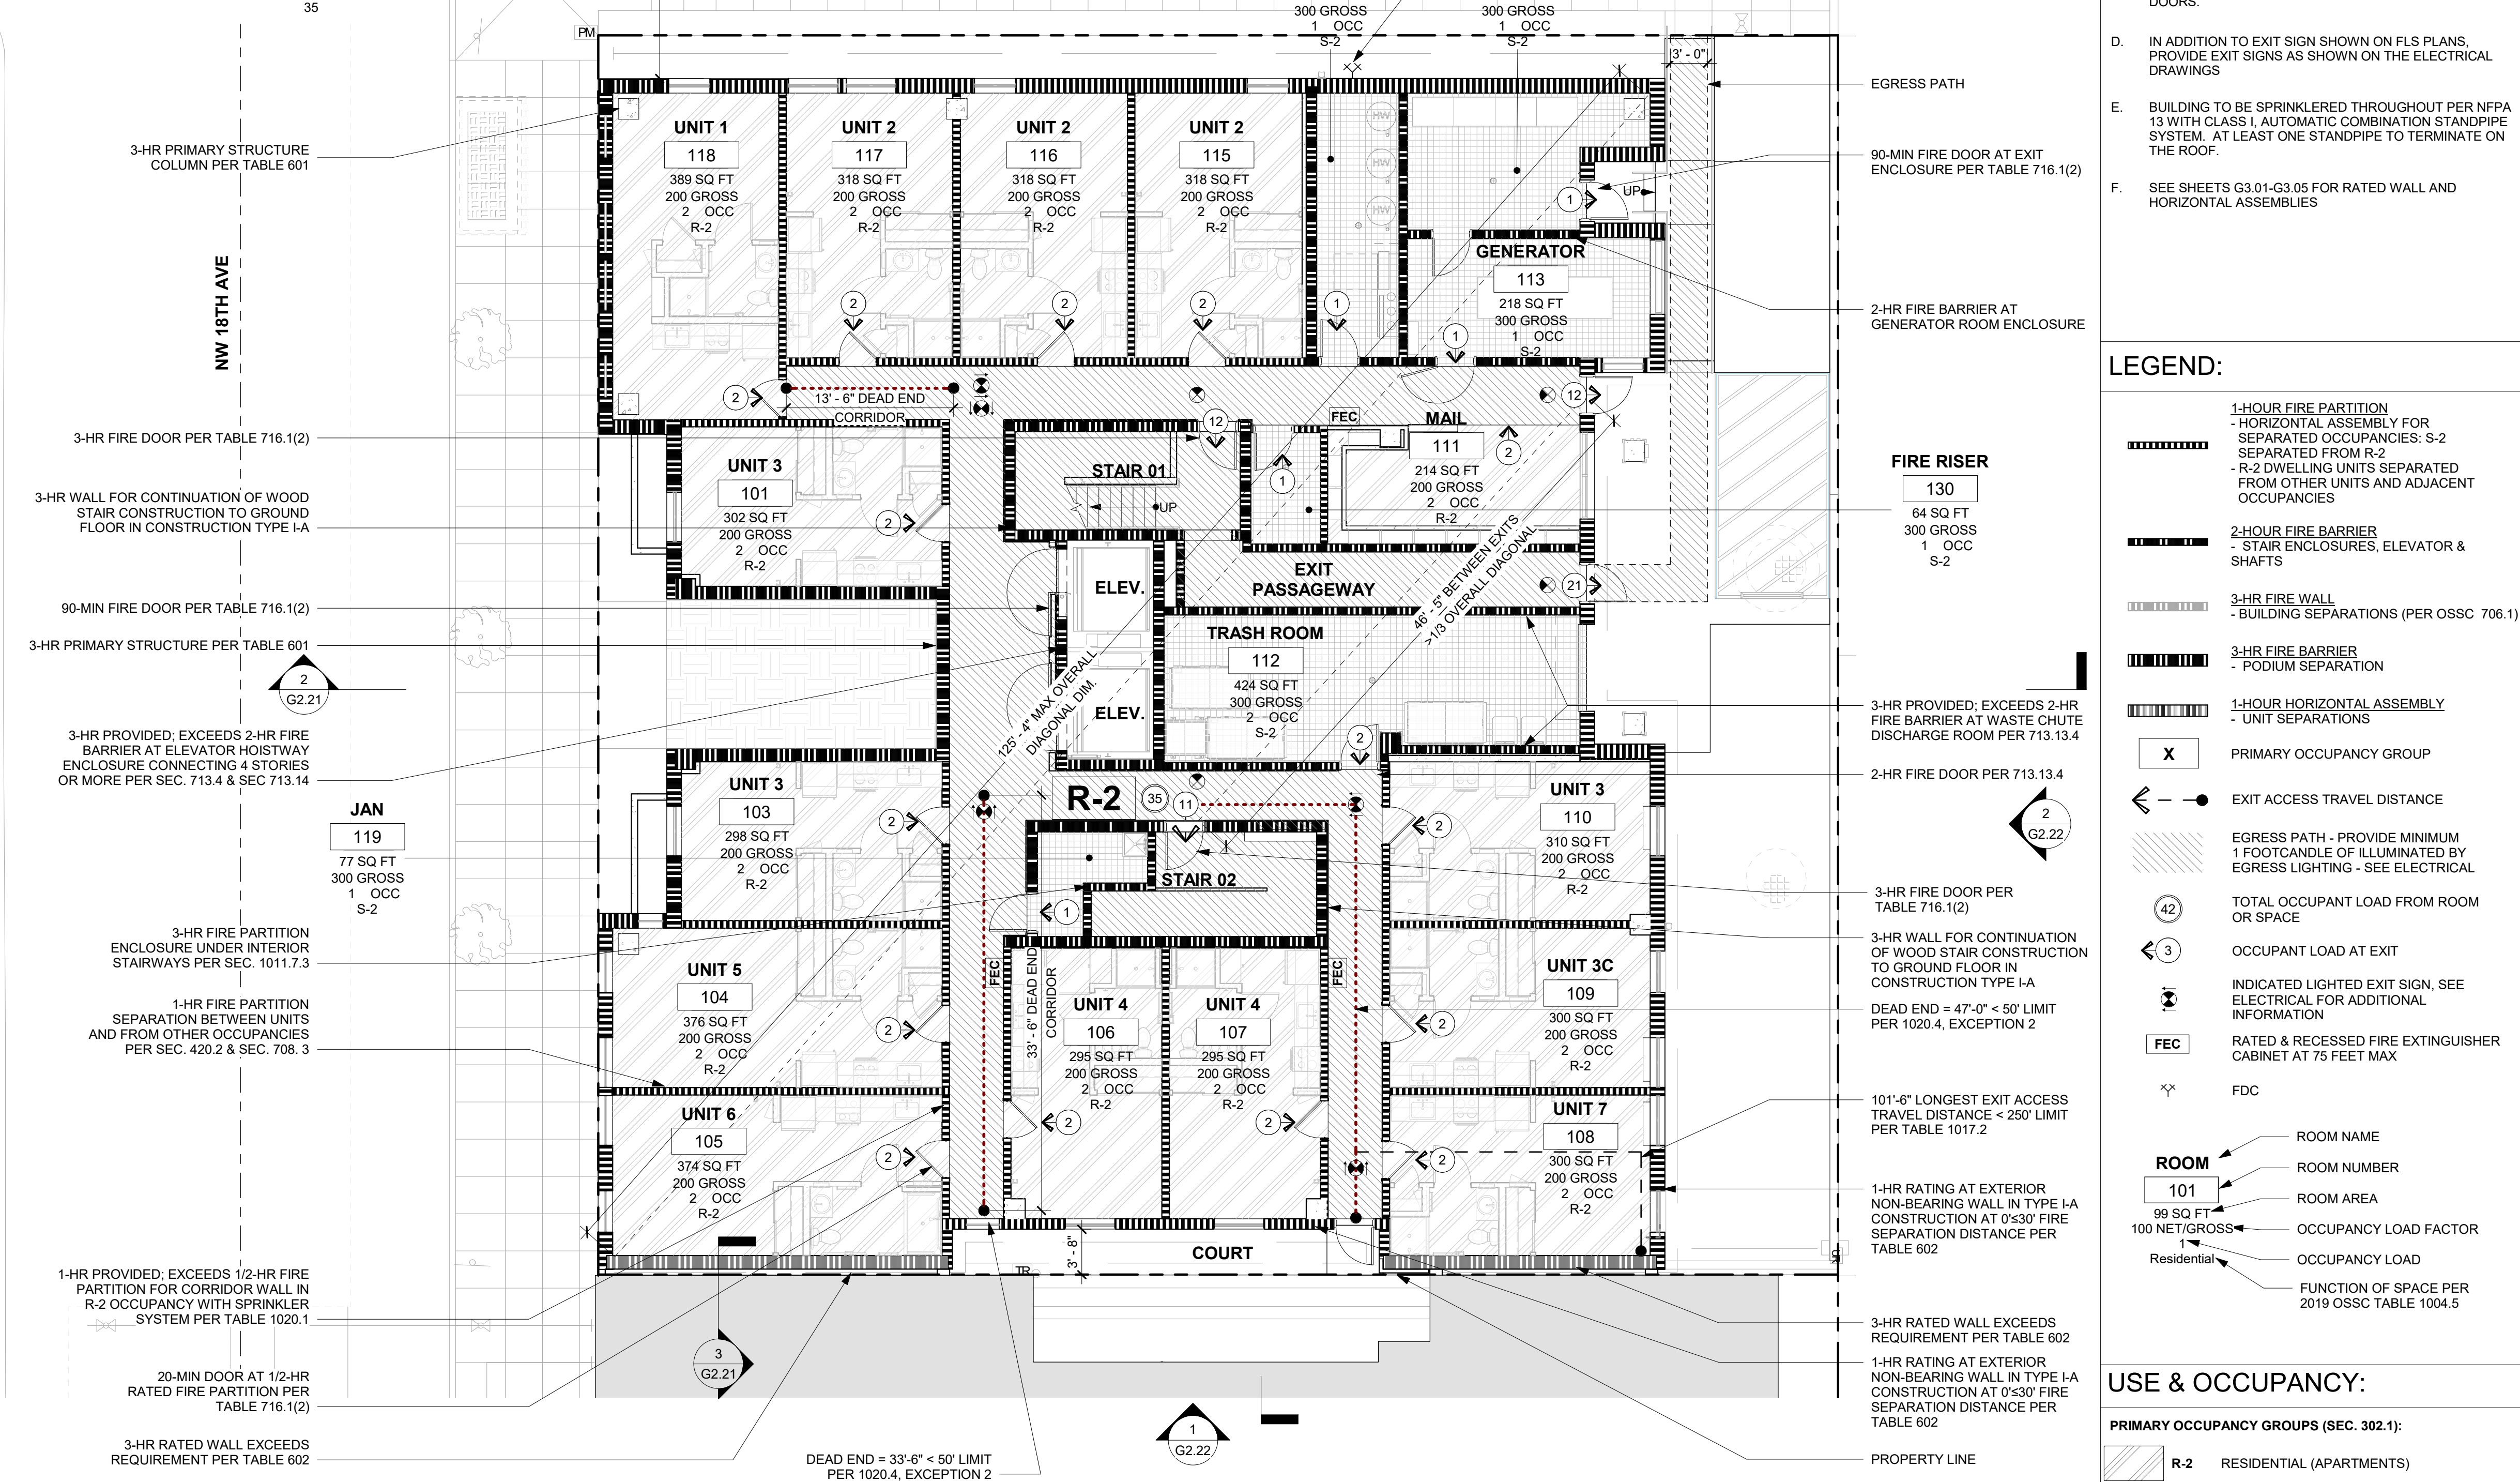 35
3-HR PRIMARY STRUCTURE
COLUMN PER TABLE 601
NW 18TH AVE
3-HR FIRE DOOR PER TABLE 716.1(2)
3-HR WALL FOR CONTINUATION OF WOOD
STAIR CONSTRUCTION TO GROUND
FLOOR IN CONSTRUCTION TYPE I-A
90-MIN FIRE DOOR PER TABLE 716.1(2)
3-HR PRIMARY STRUCTURE PER TABLE 601
2
G2.21
3-HR PROVIDED; EXCEEDS 2-HR FIRE
BARRIER AT ELEVATOR HOISTWAY
ENCLOSURE CONNECTING 4 STORIES
OR MORE PER SEC. 713.4 & SEC 713.14
JAN
119
77 SQ FT
300 GROSS
1 OCC
S-2
3-HR FIRE PARTITION
ENCLOSURE UNDER INTERIOR
STAIRWAYS PER SEC. 1011.7.3
1-HR FIRE PARTITION
SEPARATION BETWEEN UNITS
AND FROM OTHER OCCUPANCIES
PER SEC. 420.2 & SEC. 708. 3
1-HR PROVIDED; EXCEEDS 1/2-HR FIRE
PARTITION FOR CORRIDOR WALL IN
R-2 OCCUPANCY WITH SPRINKLER
SYSTEM PER TABLE 1020.1
20-MIN DOOR AT 1/2-HR
RATED FIRE PARTITION PER
TABLE 716.1(2)
3-HR RATED WALL EXCEEDS
REQUIREMENT PER TABLE 602
3
G2.21
PM
300 GROSS
1 OCC
S-2
300 GROSS
1 OCC
S-2
3' - 0"
UNIT 1
118
389 SQ FT
200 GROSS
2 OCC
R-2
UNIT 2
117
318 SQ FT
200 GROSS
2 OCC
R-2
UNIT 2
116
318 SQ FT
200 GROSS
2 OCC
R-2
UNIT 2
115
318 SQ FT
200 GROSS
2 OCC
R-2
HW
HW
HW
UP
1
GENERATOR
113
218 SQ FT
300 GROSS
1 OCC
S-2
2
2
2
1
1
2
13' - 6" DEAD END
CORRIDOR
12
12
FEC
MAIL
111
214 SQ FT
200 GROSS
2 OCC
R-2
2
1
UNIT 3
101
302 SQ FT
200 GROSS
2 OCC
R-2
2
STAIR 01
UP
ELEV.
ELEV.
EXIT
PASSAGEWAY
21
46' - 5" BETWEEN EXITS
>1/3 OVERALL DIAGONAL
TRASH ROOM
112
424 SQ FT
300 GROSS
2 OCC
S-2
2
125' - 4" MAX OVERALL
DIAGONAL DIM.
R-2
35
11
UNIT 3
103
298 SQ FT
200 GROSS
2 OCC
R-2
2
STAIR 02
1
UNIT 3
110
310 SQ FT
200 GROSS
2 OCC
R-2
2
UNIT 5
104
376 SQ FT
200 GROSS
2 OCC
R-2
2
FEC
33' - 6" DEAD END
CORRIDOR
UNIT 4
106
295 SQ FT
200 GROSS
2 OCC
R-2
2
UNIT 4
107
295 SQ FT
200 GROSS
2 OCC
R-2
2
FEC
UNIT 3C
109
300 SQ FT
200 GROSS
2 OCC
R-2
2
UNIT 6
105
374 SQ FT
200 GROSS
2 OCC
R-2
2
UNIT 7
108
300 SQ FT
200 GROSS
2 OCC
R-2
2
3' - 8"
COURT
TR
DEAD END = 33'-6" < 50' LIMIT
PER 1020.4, EXCEPTION 2
1
G2.22
EGRESS PATH
90-MIN FIRE DOOR AT EXIT
ENCLOSURE PER TABLE 716.1(2)
2-HR FIRE BARRIER AT
GENERATOR ROOM ENCLOSURE
FIRE RISER
130
64 SQ FT
300 GROSS
1 OCC
S-2
3-HR PROVIDED; EXCEEDS 2-HR
FIRE BARRIER AT WASTE CHUTE
DISCHARGE ROOM PER 713.13.4
2-HR FIRE DOOR PER 713.13.4
2
G2.22
3-HR FIRE DOOR PER
TABLE 716.1(2)
3-HR WALL FOR CONTINUATION
OF WOOD STAIR CONSTRUCTION
TO GROUND FLOOR IN
CONSTRUCTION TYPE I-A
DEAD END = 47'-0" < 50' LIMIT
PER 1020.4, EXCEPTION 2
101'-6" LONGEST EXIT ACCESS
TRAVEL DISTANCE < 250' LIMIT
PER TABLE 1017.2
1-HR RATING AT EXTERIOR
NON-BEARING WALL IN TYPE I-A
CONSTRUCTION AT 0'≤30' FIRE
SEPARATION DISTANCE PER
TABLE 602
3-HR RATED WALL EXCEEDS
REQUIREMENT PER TABLE 602
1-HR RATING AT EXTERIOR
NON-BEARING WALL IN TYPE I-A
CONSTRUCTION AT 0'≤30' FIRE
SEPARATION DISTANCE PER
TABLE 602
PROPERTY LINE
DOORS.
D. IN ADDITION TO EXIT SIGN SHOWN ON FLS PLANS,
PROVIDE EXIT SIGNS AS SHOWN ON THE ELECTRICAL
DRAWINGS
E. BUILDING TO BE SPRINKLERED THROUGHOUT PER NFPA
13 WITH CLASS I, AUTOMATIC COMBINATION STANDPIPE
SYSTEM. AT LEAST ONE STANDPIPE TO TERMINATE ON
THE ROOF.
F. SEE SHEETS G3.01-G3.05 FOR RATED WALL AND
HORIZONTAL ASSEMBLIES
LEGEND:
1-HOUR FIRE PARTITION
- HORIZONTAL ASSEMBLY FOR
SEPARATED OCCUPANCIES: S-2
SEPARATED FROM R-2
- R-2 DWELLING UNITS SEPARATED
FROM OTHER UNITS AND ADJACENT
OCCUPANCIES
2-HOUR FIRE BARRIER
- STAIR ENCLOSURES, ELEVATOR &
SHAFTS
3-HR FIRE WALL
- BUILDING SEPARATIONS (PER OSSC 706.1)
3-HR FIRE BARRIER
- PODIUM SEPARATION
1-HOUR HORIZONTAL ASSEMBLY
- UNIT SEPARATIONS
X PRIMARY OCCUPANCY GROUP
EXIT ACCESS TRAVEL DISTANCE
EGRESS PATH - PROVIDE MINIMUM
1 FOOTCANDLE OF ILLUMINATED BY
EGRESS LIGHTING - SEE ELECTRICAL
42 TOTAL OCCUPANT LOAD FROM ROOM
OR SPACE
3 OCCUPANT LOAD AT EXIT
INDICATED LIGHTED EXIT SIGN, SEE
ELECTRICAL FOR ADDITIONAL
INFORMATION
FEC RATED & RECESSED FIRE EXTINGUISHER
CABINET AT 75 FEET MAX
FDC
ROOM
101
99 SQ FT
100 NET/GROSS
1
Residential
ROOM NAME
ROOM NUMBER
ROOM AREA
OCCUPANCY LOAD FACTOR
OCCUPANCY LOAD
FUNCTION OF SPACE PER
2019 OSSC TABLE 1004.5
USE & OCCUPANCY:
PRIMARY OCCUPANCY GROUPS (SEC. 302.1):
R-2 RESIDENTIAL (APARTMENTS)